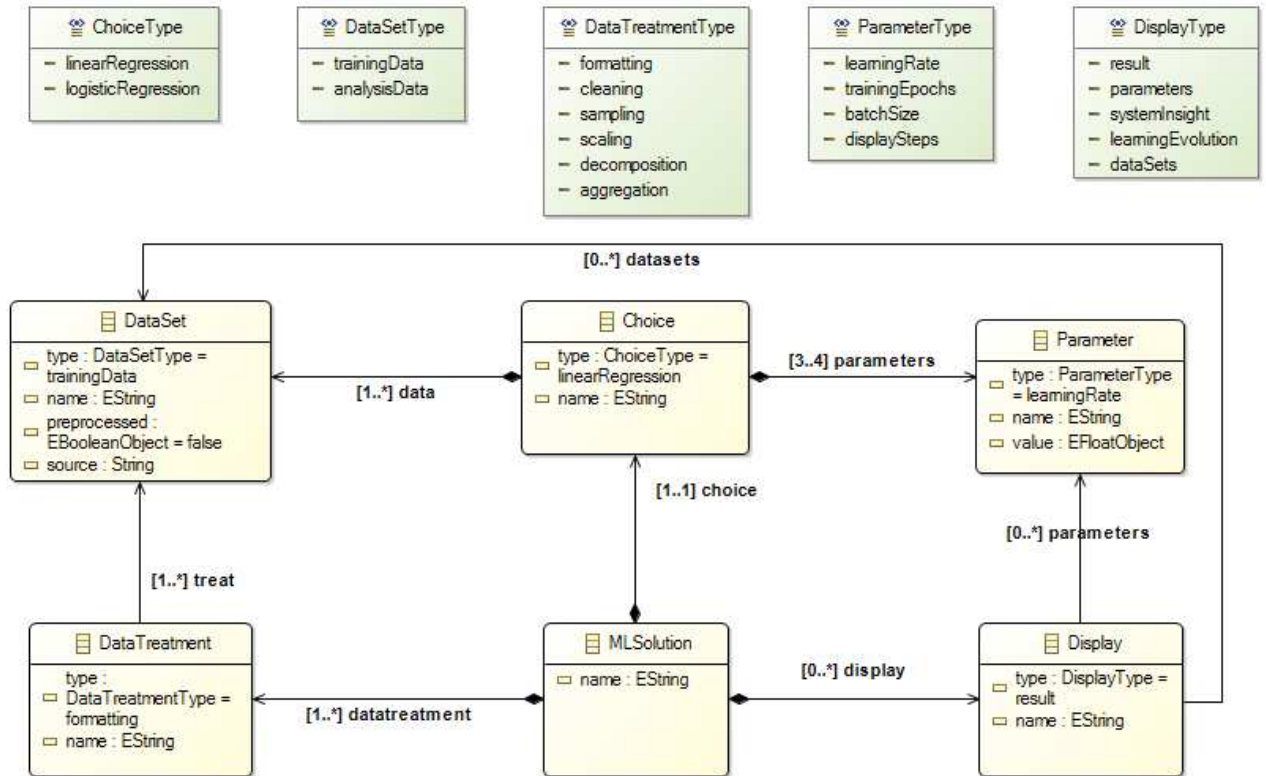 ChoiceType
linearRegression
logisticRegression
DataSetType
trainingData
analysisData
DataTreatmentType
formatting
cleaning
sampling
scaling
decomposition
aggregation
ParameterType
learningRate
trainingEpochs
batchSize
displaySteps
DisplayType
result
parameters
systemInsight
learningEvolution
dataSets
[0..*] datasets
DataSet
type : DataSetType =
trainingData
name : EString
preprocessed :
EBooleanObject = false
source : String
[1..*] data
Choice
type : ChoiceType =
linearRegression
name : EString
[3..4] parameters
Parameter
type : ParameterType
= learningRate
name : EString
value : EFloatObject
[1..1] choice
[0..*] parameters
[1..*] treat
DataTreatment
type :
DataTreatmentType =
formatting
name : EString
[1..*] datatreatment
MLSolution
name : EString
[0..*] display
Display
type : DisplayType =
result
name : EString